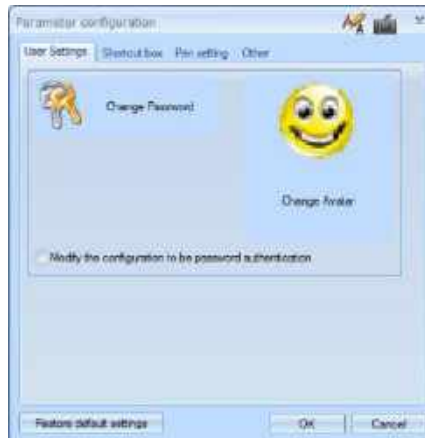 Parameter configuration
User Settings Shortcut box Pen setting Other
Change Password
Change Avatar
Modify the configuration to be password authentication
Restore default settings OK Cancel